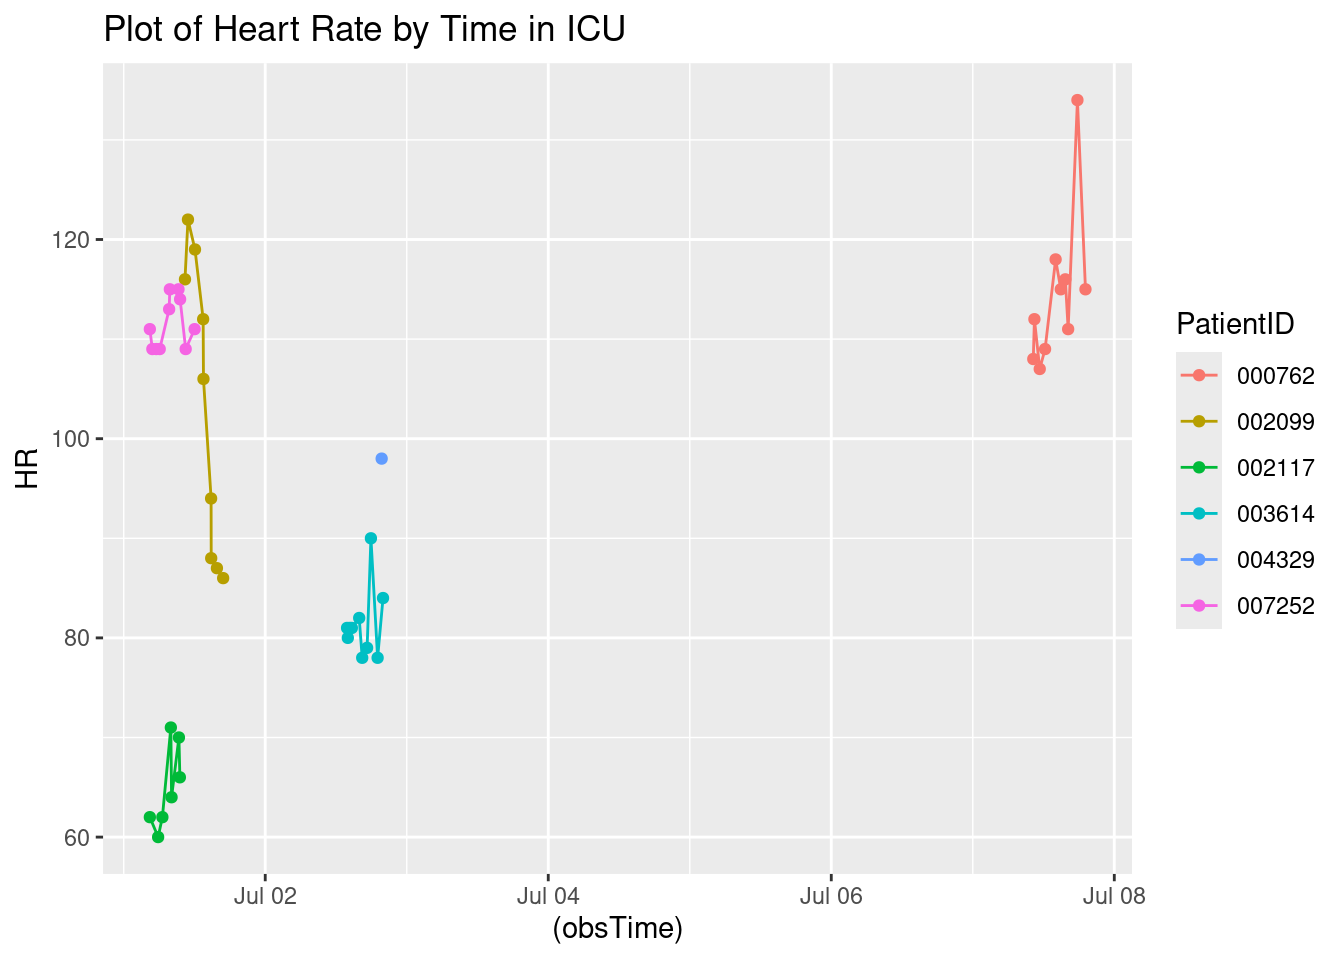 Plot of Heart Rate by Time in ICU
120
100
80
60
HR
Jul 02
Jul 04
Jul 06
Jul 08
(obsTime)
PatientID
000762
002099
002117
003614
004329
007252